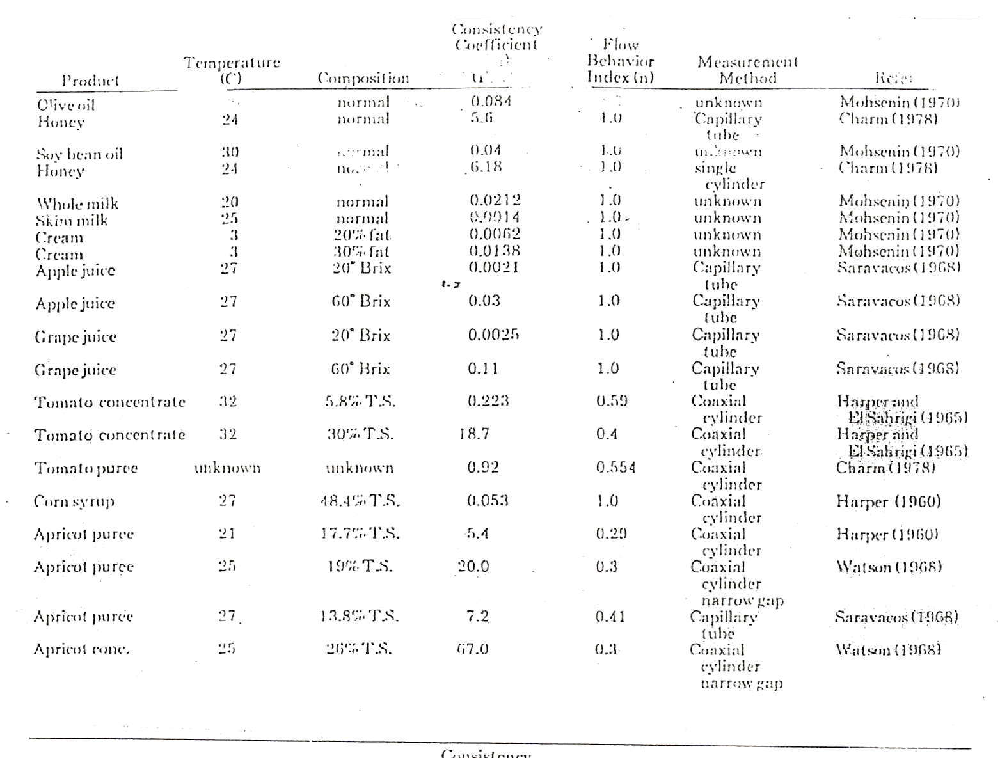 Consistency
Coefficient Flow
Temperature Behavior Measurement
Product (C) Composition Index (n) Method
Olive oil normal 0.084 unknown Mohsenin (1970)
Honey 24 normal 5.6 1.0 Capillary Charm (1978)
tube
Soy bean oil 30 0.04 1.0 unknown Mohsenin (1970)
Honey 24 6.18 1.0 single Charm (1978)
cylinder
Whole milk 20 normal 0.0212 1.0 unknown Mohsenin (1970)
Skim milk 25 normal 0.0014 1.0 unknown Mohsenin (1970)
Cream 3 20% fat 0.0062 1.0 unknown Mohsenin (1970)
Cream 3 30% fat 0.0138 1.0 unknown Mohsenin (1970)
Apple juice 27 20° Brix 0.0021 1.0 Capillary Saravacos (1968)
tube
Apple juice 27 60° Brix 0.03 1.0 Capillary Saravacos (1968)
tube
Grape juice 27 20° Brix 0.0025 1.0 Capillary Saravacos (1968)
tube
Grape juice 27 60° Brix 0.11 1.0 Capillary Saravacos (1968)
tube
Tomato concentrate 32 5.8% T.S. 0.223 0.59 Coaxial Harper and
cylinder El Sahrigi (1965)
Tomato concentrate 32 30% T.S. 18.7 0.4 Coaxial Harper and
cylinder El Sahrigi (1965)
Tomato puree unknown unknown 0.92 0.554 Coaxial Charm (1978)
cylinder
Corn syrup 27 48.4% T.S. 0.053 1.0 Coaxial Harper (1960)
cylinder
Apricot puree 21 17.7% T.S. 5.4 0.29 Coaxial Harper (1960)
cylinder
Apricot puree 25 19% T.S. 20.0 0.3 Coaxial Watson (1968)
cylinder
narrow gap
Apricot puree 27 13.8% T.S. 7.2 0.41 Capillary Saravacos (1968)
tube
Apricot conc. 25 26% T.S. 67.0 0.3 Coaxial Watson (1968)
cylinder
narrow gap
Consistency